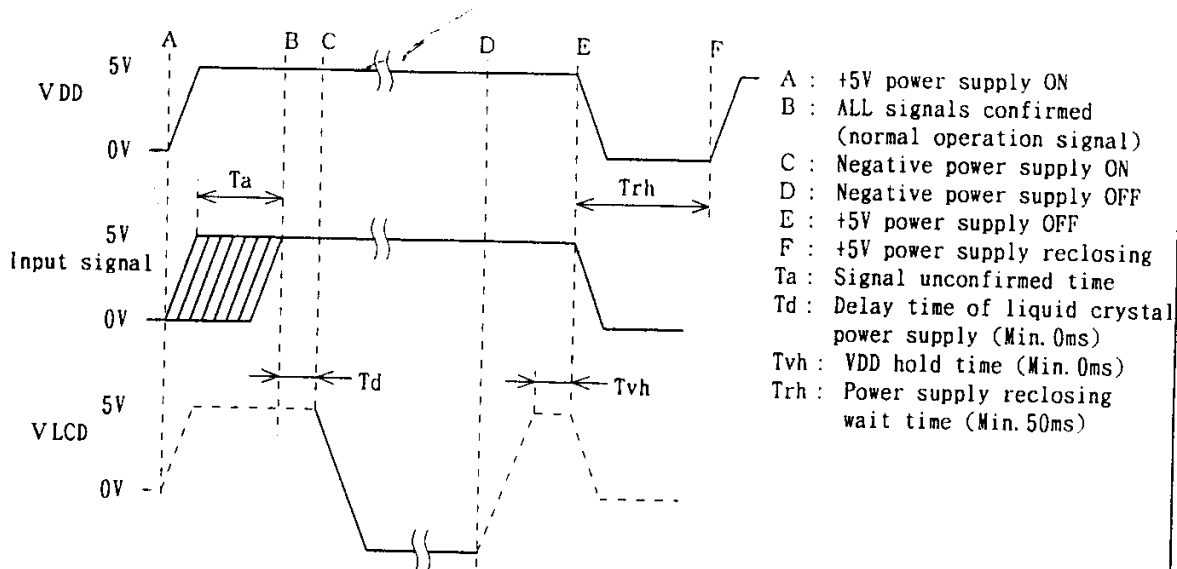 A B C D E F
5V
VDD
0V
Ta
Trh
5V
Input signal
0V
Td
Tvh
5V
VLCD
0V
A : +5V power supply ON
B : ALL signals confirmed
(normal operation signal)
C : Negative power supply ON
D : Negative power supply OFF
E : +5V power supply OFF
F : +5V power supply reclosing
Ta : Signal unconfirmed time
Td : Delay time of liquid crystal
power supply (Min. 0ms)
Tvh : VDD hold time (Min. 0ms)
Trh : Power supply reclosing
wait time (Min. 50ms)